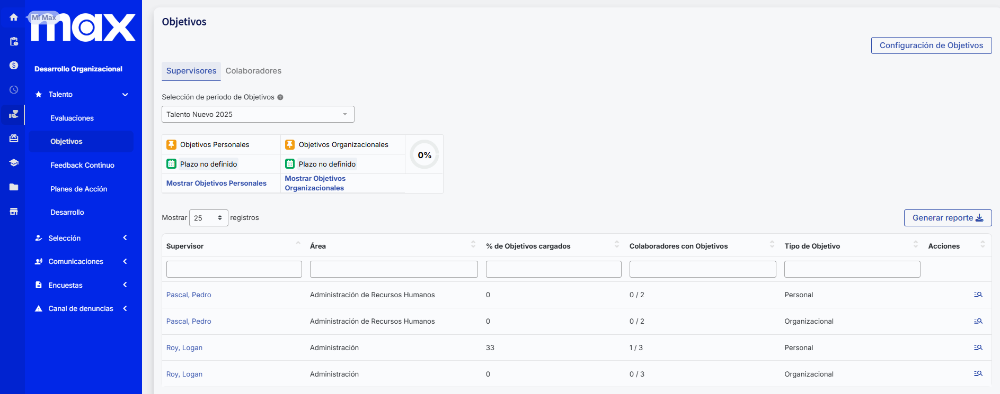 Mi Max
max
Desarrollo Organizacional
Talento
Evaluaciones
Objetivos
Feedback Continuo
Planes de Acción
Desarrollo
Selección
Comunicaciones
Encuestas
Canal de denuncias
Objetivos
Configuración de Objetivos
Supervisores Colaboradores
Selección de periodo de Objetivos
Talento Nuevo 2025
Objetivos Personales Objetivos Organizacionales
0%
Plazo no definido Plazo no definido
Mostrar Objetivos Personales
Mostrar Objetivos
Organizacionales
Mostrar 25 registros
Generar reporte
Supervisor Área % de Objetivos cargados Colaboradores con Objetivos Tipo de Objetivo Acciones
Pascal, Pedro Administración de Recursos Humanos 0 0 / 2 Personal
Pascal, Pedro Administración de Recursos Humanos 0 0 / 2 Organizacional
Roy, Logan Administración 33 1 / 3 Personal
Roy, Logan Administración 0 0 / 3 Organizacional